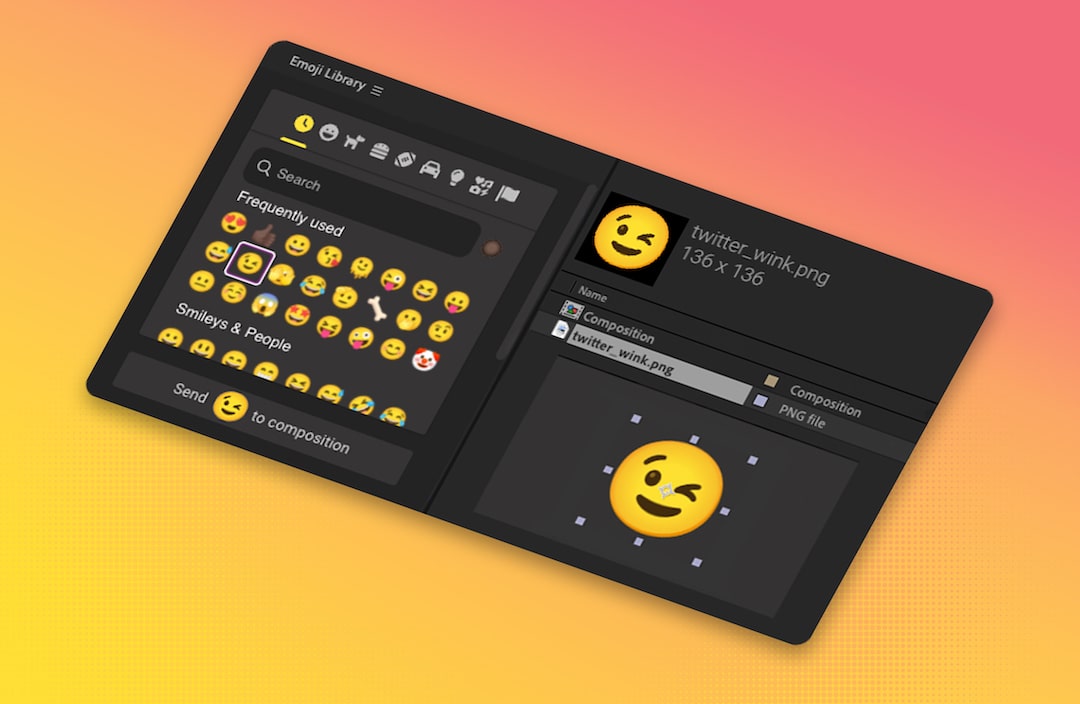 Emoji Library
Search
Frequently used
Smileys & People
Send 😉 to composition
twitter_wink.png
136 x 136
Name
Composition
Composition
twitter_wink.png
PNG file